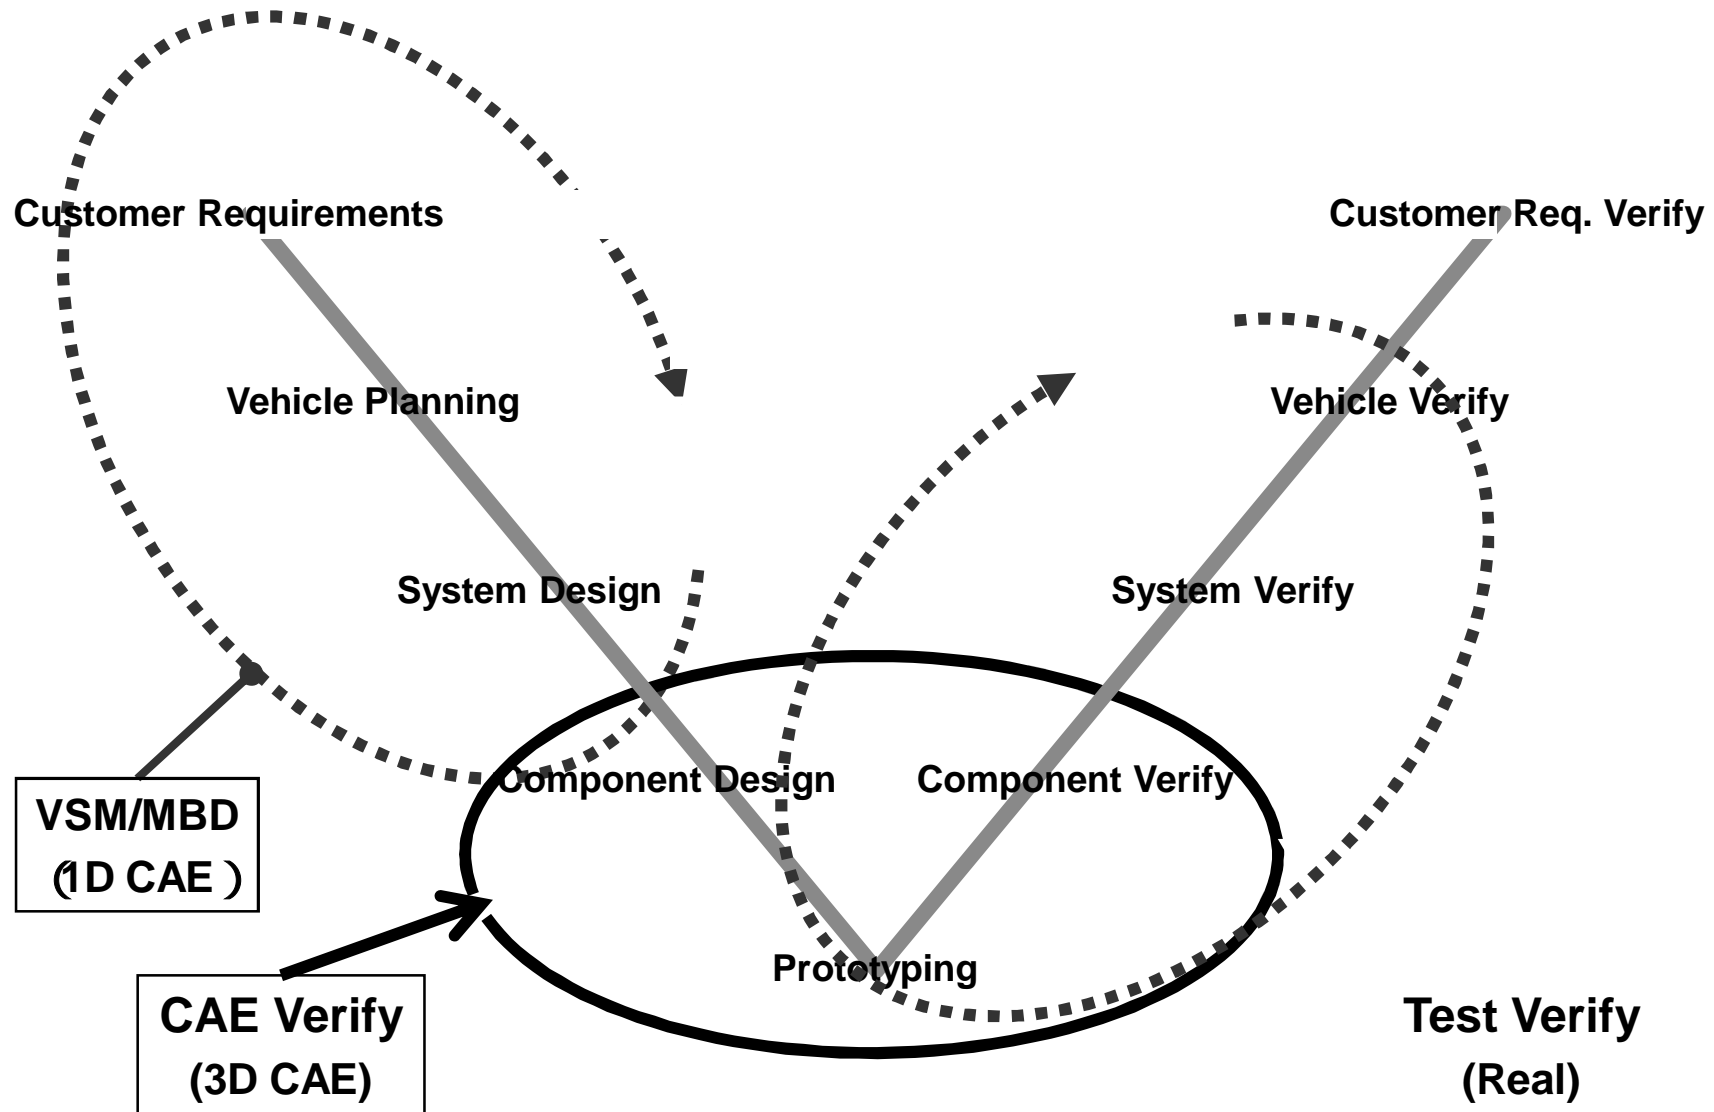 Customer Requirements
Customer Req. Verify
Vehicle Planning
Vehicle Verify
System Design
System Verify
Component Design
Component Verify
VSM/MBD
(1D CAE )
Prototyping
CAE Verify
(3D CAE)
Test Verify
(Real)